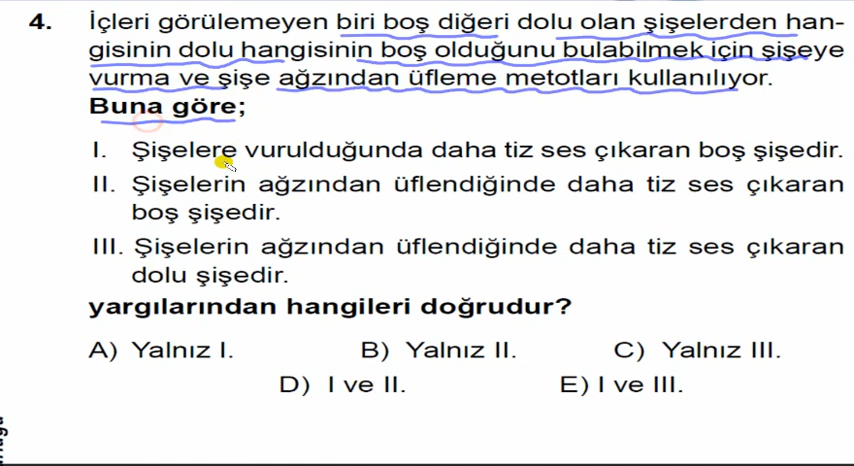 4. İçleri görülemeyen biri boş diğeri dolu olan şişelerden han-
gisinin dolu hangisinin boş olduğunu bulabilmek için şişeye
vurma ve şişe ağzından üfleme metotları kullanılıyor.
Buna göre;
I. Şişelere vurulduğunda daha tiz ses çıkaran boş şişedir.
II. Şişelerin ağzından üflendiğinde daha tiz ses çıkaran
boş şişedir.
III. Şişelerin ağzından üflendiğinde daha tiz ses çıkaran
dolu şişedir.
yargılarından hangileri doğrudur?
A) Yalnız I. B) Yalnız II. C) Yalnız III.
D) I ve II. E) I ve III.